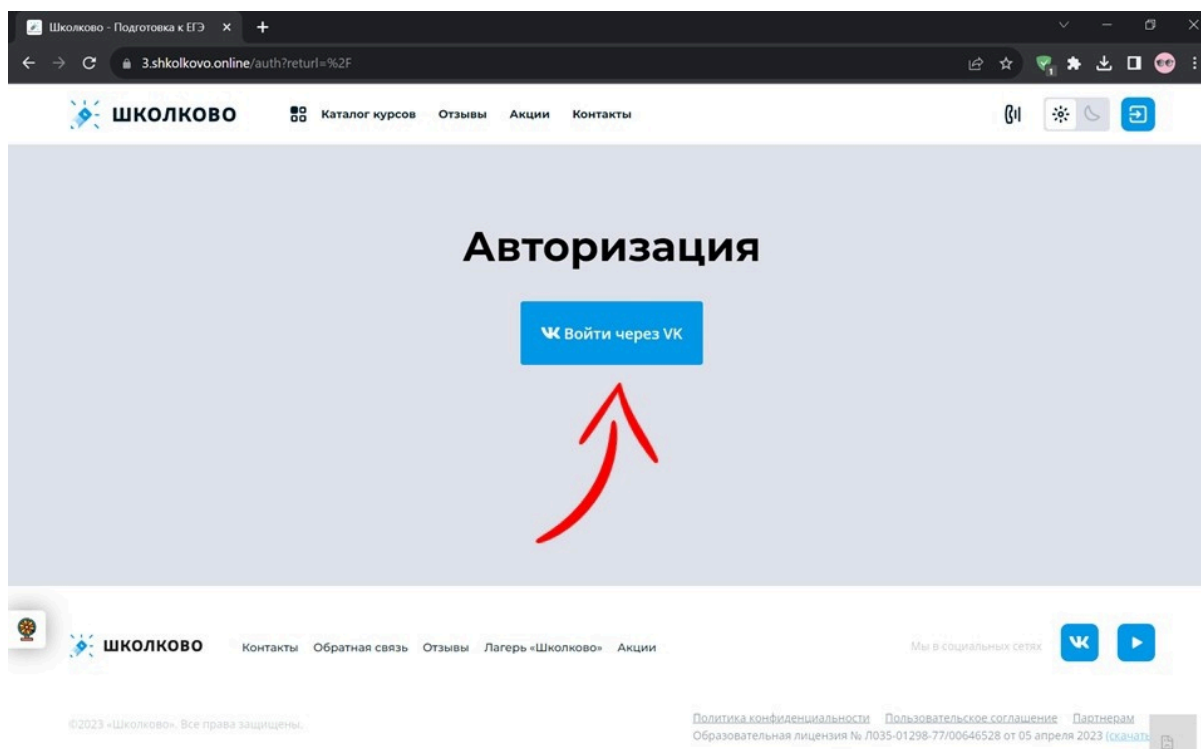 Школково - Подготовка к ЕГЭ
3.shkolkovo.online/auth?returl=%2F
1
ШКОЛКОВО Каталог курсов Отзывы Акции Контакты
Авторизация
Войти через VK
ШКОЛКОВО Контакты Обратная связь Отзывы Лагерь «Школково» Акции Мы в социальных сетях
©2023 «Школково». Все права защищены.
Политика конфиденциальности Пользовательское соглашение Партнерам
Образовательная лицензия № Л035-01298-77/00646528 от 05 апреля 2023 (скачать